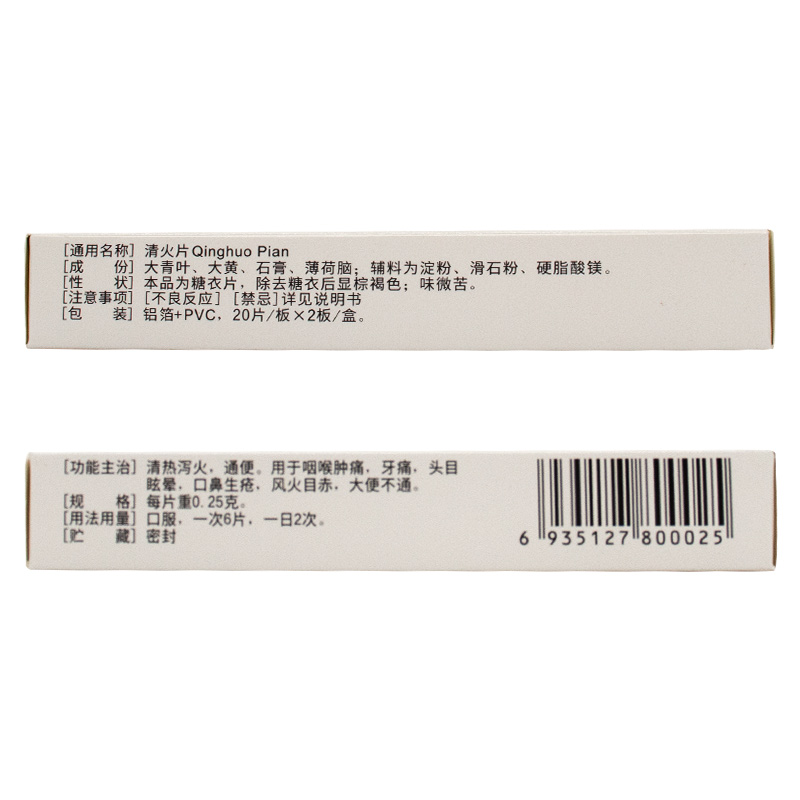 [通用名称] 清火片Qinghuo Pian
[成 份] 大青叶、大黄、石膏、薄荷脑；辅料为淀粉、滑石粉、硬脂酸镁。
[性 状] 本品为糖衣片，除去糖衣后显棕褐色；味微苦。
[注意事项] [不良反应] [禁忌]详见说明书
[包 装] 铝箔+PVC，20片/板×2板/盒。
[功能主治] 清热泻火，通便。用于咽喉肿痛，牙痛，头目
眩晕，口鼻生疮，风火目赤，大便不通。
[规 格] 每片重0.25克。
[用法用量] 口服，一次6片，一日2次。
[贮 藏] 密封
6 935127 800025